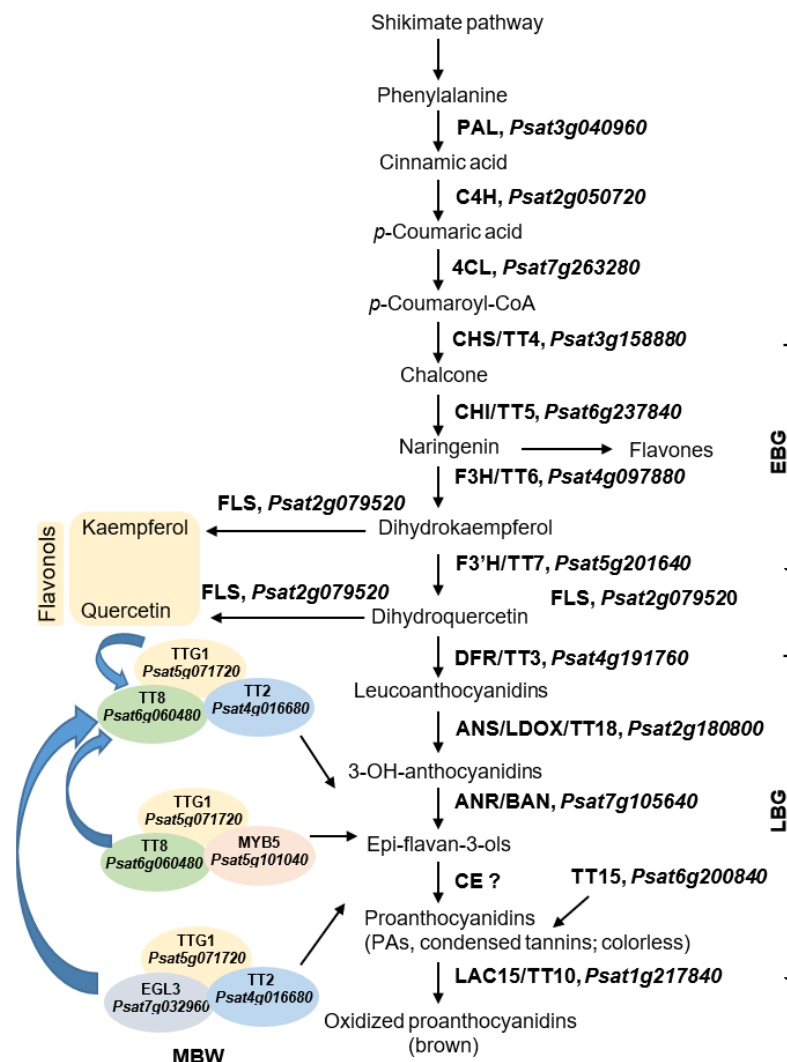 Shikimate pathway
Phenylalanine
PAL, Psat3g040960
Cinnamic acid
C4H, Psat2g050720
p-Coumaric acid
4CL, Psat7g263280
p-Coumaroyl-CoA
CHS/TT4, Psat3g158880
Chalcone
CHI/TT5, Psat6g237840
Naringenin
Flavones
EBG
F3H/TT6, Psat4g097880
FLS, Psat2g079520
Flavonols
Kaempferol
Dihydrokaempferol
F3’H/TT7, Psat5g201640
FLS, Psat2g079520
FLS, Psat2g079520
Quercetin
Dihydroquercetin
DFR/TT3, Psat4g191760
TTG1
Psat5g071720
TT8
Psat6g060480
TT2
Psat4g016680
Leucoanthocyanidins
ANS/LDOX/TT18, Psat2g180800
3-OH-anthocyanidins
ANR/BAN, Psat7g105640
LBG
TTG1
Psat5g071720
TT8
Psat6g060480
MYB5
Psat5g101040
Epi-flavan-3-ols
CE ?
TT15, Psat6g200840
Proanthocyanidins
(PAs, condensed tannins; colorless)
TTG1
Psat5g071720
EGL3
Psat7g032960
TT2
Psat4g016680
LAC15/TT10, Psat1g217840
Oxidized proanthocyanidins
(brown)
MBW